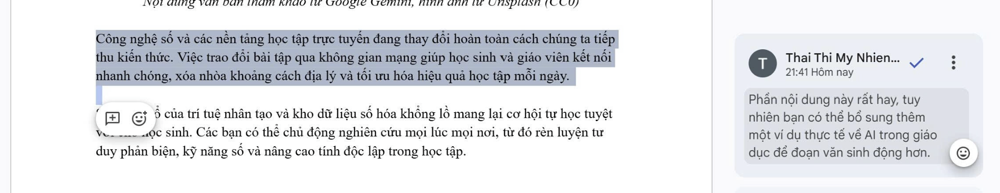 Nội dung văn bản tham khảo từ Google Gemini, hình ảnh từ Unsplash (CC0)
Công nghệ số và các nền tảng học tập trực tuyến đang thay đổi hoàn toàn cách chúng ta tiếp
thu kiến thức. Việc trao đổi bài tập qua không gian mạng giúp học sinh và giáo viên kết nối
nhanh chóng, xóa nhòa khoảng cách địa lý và tối ưu hóa hiệu quả học tập mỗi ngày.
của trí tuệ nhân tạo và kho dữ liệu số hóa khổng lồ mang lại cơ hội tự học tuyệt
học sinh. Các bạn có thể chủ động nghiên cứu mọi lúc mọi nơi, từ đó rèn luyện tư
duy phản biện, kỹ năng số và nâng cao tính độc lập trong học tập.
T
Thai Thi My Nhien...
21:41 Hôm nay
Phần nội dung này rất hay, tuy
nhiên bạn có thể bổ sung thêm
một ví dụ thực tế về AI trong giáo
dục để đoạn văn sinh động hơn.